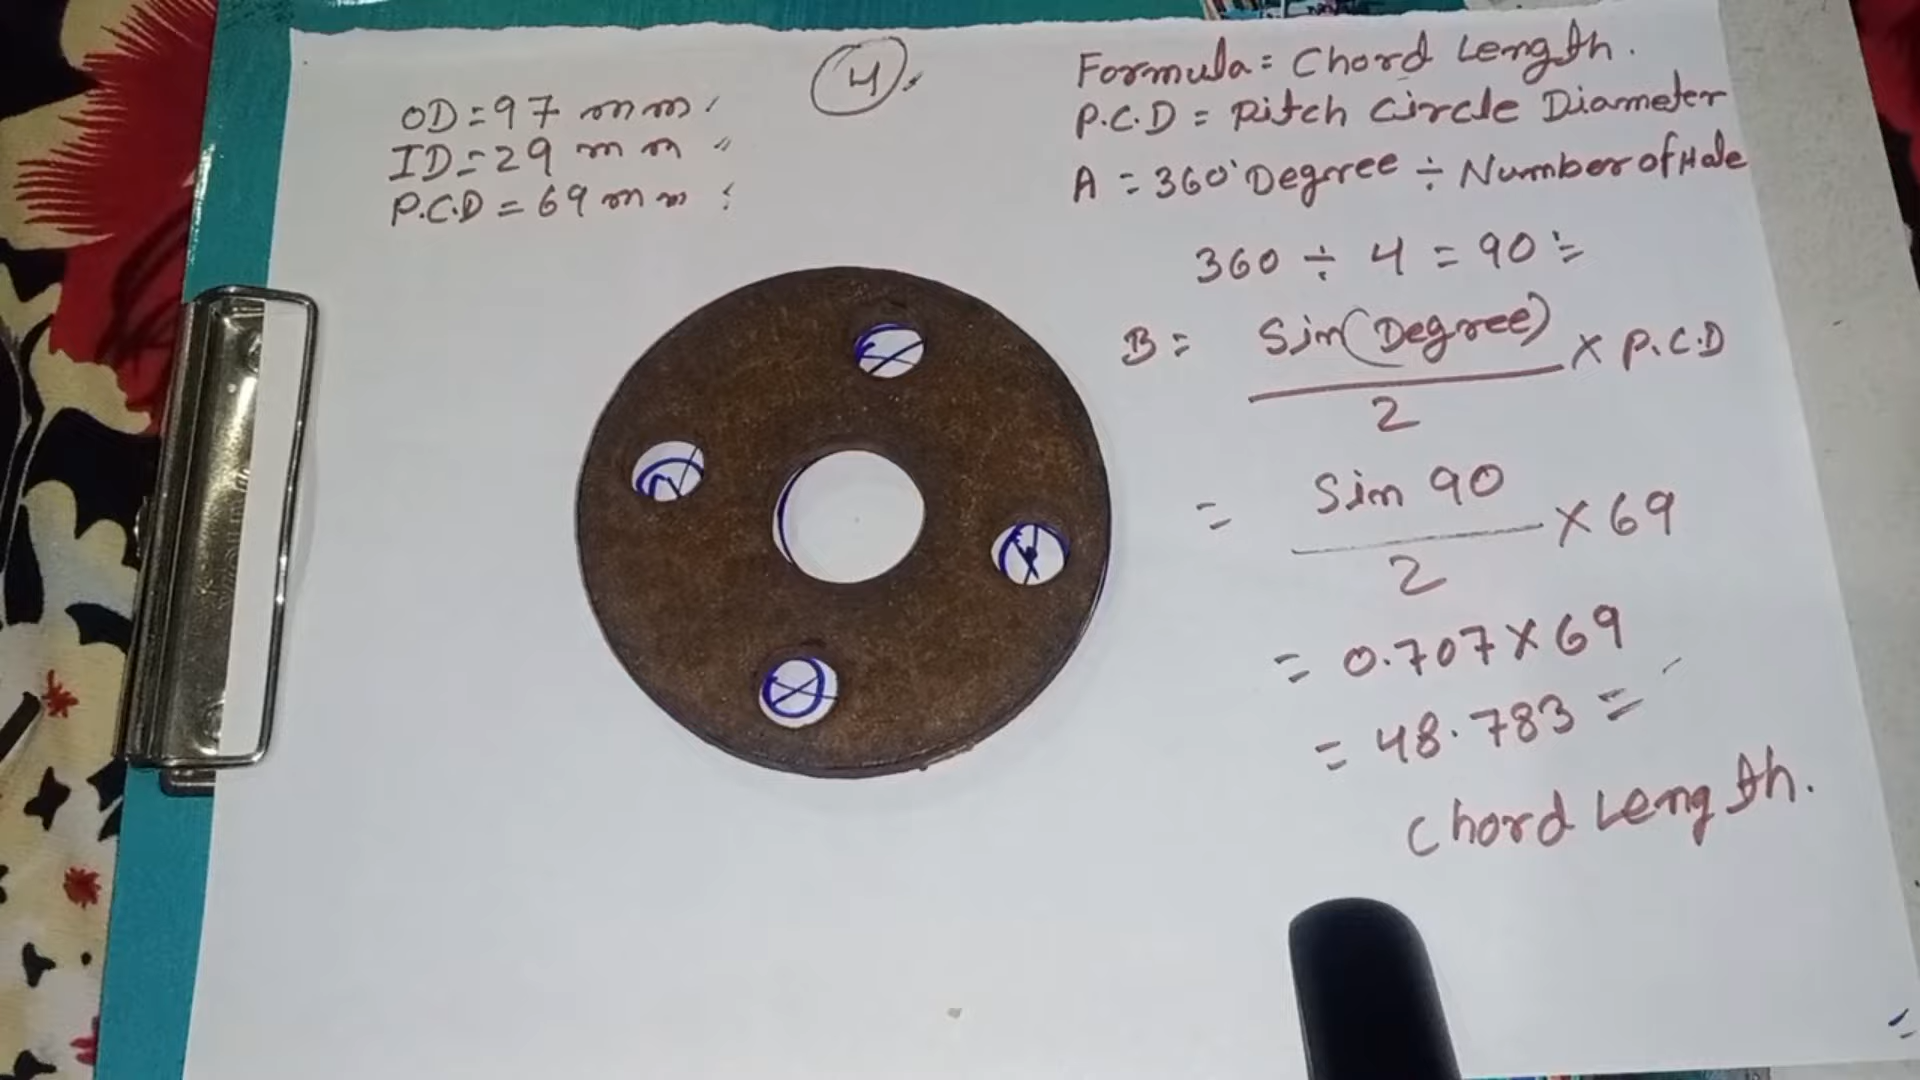 4
OD = 97 mm
ID = 29 mm
P.C.D = 69 mm
Formula = Chord Length.
P.C.D = Pitch Circle Diameter
A = 360° Degree ÷ Number of Hole
360 ÷ 4 = 90 =
B = Sin(Degree) / 2 × P.C.D
= Sin 90 / 2 × 69
= 0.707 × 69
= 48.783 =
Chord Length.